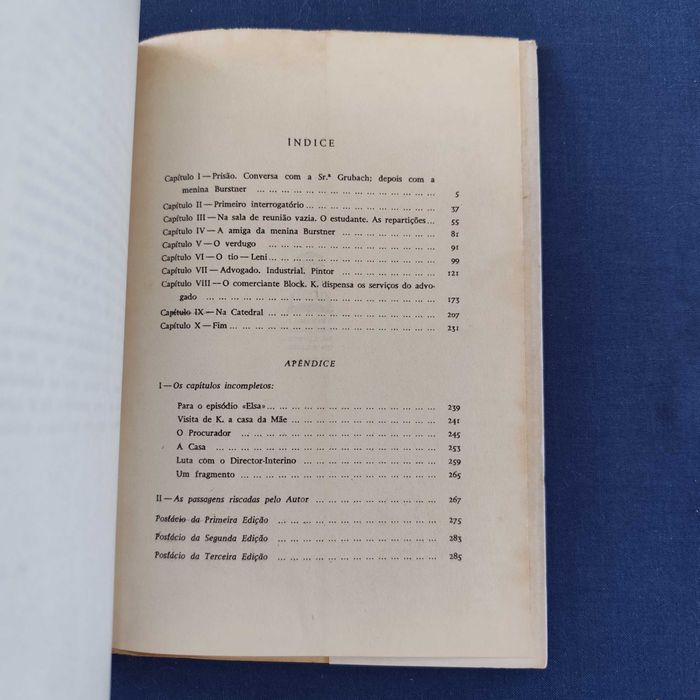 ÍNDICE
Capítulo I — Prisão. Conversa com a Sr.ª Grubach; depois com a
menina Burstner ... ... ... ... ... ... ... ... ... ... ... ... ... 5
Capítulo II — Primeiro interrogatório ... ... ... ... ... ... ... ... ... 37
Capítulo III — Na sala de reunião vazia. O estudante. As repartições... 55
Capítulo IV — A amiga da menina Burstner ... ... ... ... ... ... ... 81
Capítulo V — O verdugo ... ... ... ... ... ... ... ... ... ... ... ... 91
Capítulo VI — O tio — Leni... ... ... ... ... ... ... ... ... ... ... ... 99
Capítulo VII — Advogado. Industrial. Pintor ... ... ... ... ... ... ... 121
Capítulo VIII — O comerciante Block. K. dispensa os serviços do advo-
gado ... ... ... ... ... ... ... ... ... ... ... ... ... ... ... ... 173
Capítulo IX — Na Catedral ... ... ... ... ... ... ... ... ... ... ... ... 207
Capítulo X — Fim ... ... ... ... ... ... ... ... ... ... ... ... ... ... 231
APÊNDICE
I — Os capítulos incompletos:
Para o episódio «Elsa»... ... ... ... ... ... ... ... ... ... ... 239
Visita de K. a casa da Mãe ... ... ... ... ... ... ... ... ... ... 241
O Procurador ... ... ... ... ... ... ... ... ... ... ... ... ... 245
A Casa ... ... ... ... ... ... ... ... ... ... ... ... ... ... 253
Luta com o Director-Interino ... ... ... ... ... ... ... ... ... 259
Um fragmento ... ... ... ... ... ... ... ... ... ... ... ... ... 265
II — As passagens riscadas pelo Autor ... ... ... ... ... ... ... ... 267
Posfácio da Primeira Edição ... ... ... ... ... ... ... ... ... ... 275
Posfácio da Segunda Edição ... ... ... ... ... ... ... ... ... ... 283
Posfácio da Terceira Edição ... ... ... ... ... ... ... ... ... ... 285